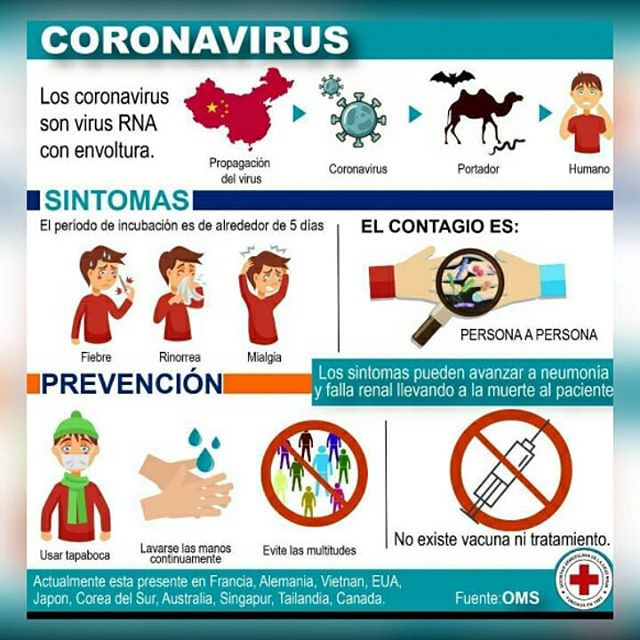 CORONAVIRUS
Los coronavirus
son virus RNA
con envoltura.
Propagación
del virus
Coronavirus
Portador
Humano
SINTOMAS
El período de incubación es de alrededor de 5 días
Fiebre
Rinorrea
Mialgia
EL CONTAGIO ES:
PERSONA A PERSONA
Los sintomas pueden avanzar a neumonía
y falla renal llevando a la muerte al paciente
PREVENCIÓN
Usar tapaboca
Lavarse las manos
continuamente
Evite las multitudes
No existe vacuna ni tratamiento.
Actualmente esta presente en Francia, Alemania, Vietnan, EUA,
Japon, Corea del Sur, Australia, Singapur, Tailandia, Canada.
Fuente:OMS